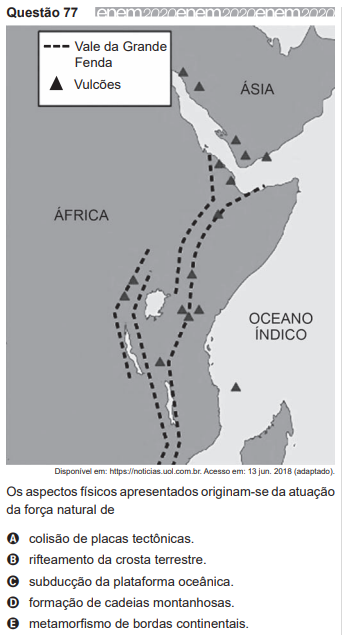 Questão 77 enem2020enem2020enem2020
Vale da Grande
Fenda
Vulcões
ÁSIA
ÁFRICA
OCEANO
ÍNDICO
Disponível em: https://noticias.uol.com.br. Acesso em: 13 jun. 2018 (adaptado).
Os aspectos físicos apresentados originam-se da atuação
da força natural de
A colisão de placas tectônicas.
B rifteamento da crosta terrestre.
C subducção da plataforma oceânica.
D formação de cadeias montanhosas.
E metamorfismo de bordas continentais.